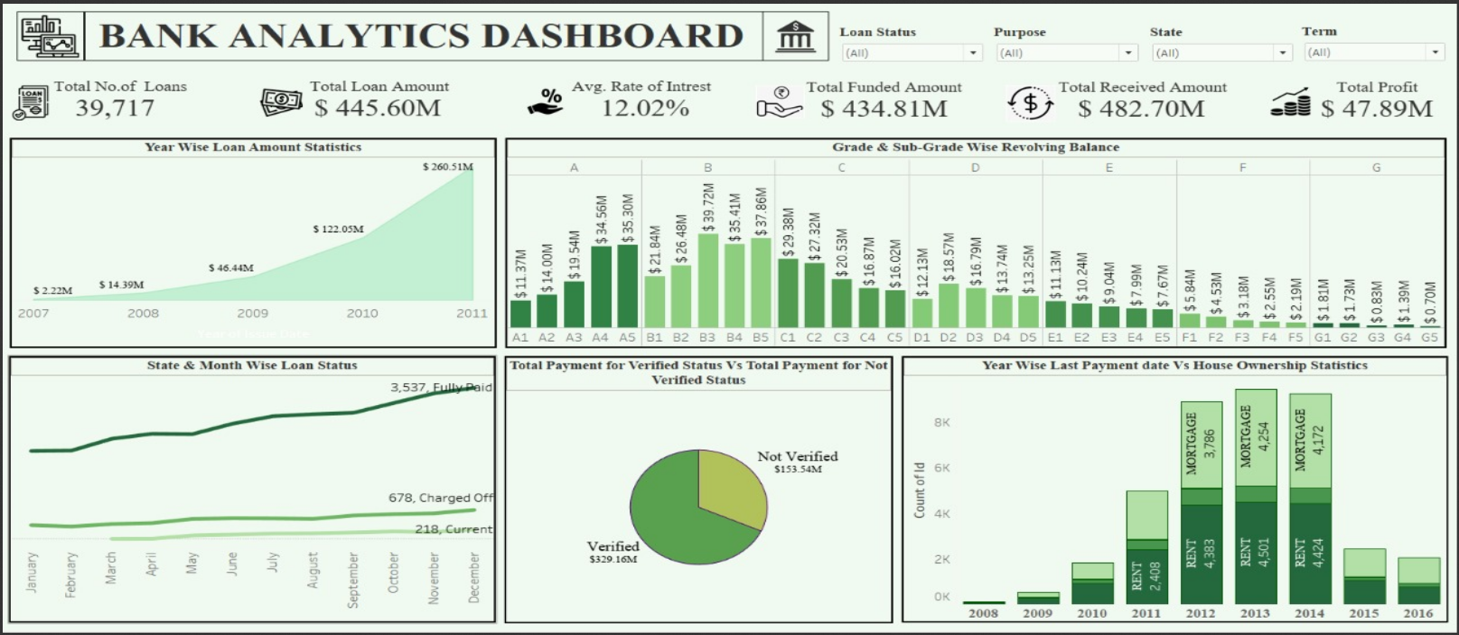 BANK ANALYTICS DASHBOARD
Loan Status
(All)
Purpose
(All)
State
(All)
Term
(All)
LOAN
Total No.of Loans
39,717
Total Loan Amount
$ 445.60M
%
Avg. Rate of Intrest
12.02%
Total Funded Amount
$ 434.81M
Total Received Amount
$ 482.70M
Total Profit
$ 47.89M
Year Wise Loan Amount Statistics
$ 2.22M
$ 14.39M
$ 46.44M
$ 122.05M
$ 260.51M
2007 2008 2009 2010 2011
Grade & Sub-Grade Wise Revolving Balance
A B C D E F G
$ 11.37M
$ 14.00M
$ 19.54M
$ 34.56M
$ 35.30M
$ 21.84M
$ 26.48M
$ 39.72M
$ 35.41M
$ 37.86M
$ 29.38M
$ 27.32M
$ 20.53M
$ 16.87M
$ 16.02M
$ 12.13M
$ 18.57M
$ 16.79M
$ 13.74M
$ 13.25M
$ 11.13M
$ 10.24M
$ 9.04M
$ 7.99M
$ 7.67M
$ 5.84M
$ 4.53M
$ 3.18M
$ 2.55M
$ 2.19M
$ 1.81M
$ 1.73M
$ 0.83M
$ 1.39M
$ 0.70M
A1 A2 A3 A4 A5 B1 B2 B3 B4 B5 C1 C2 C3 C4 C5 D1 D2 D3 D4 D5 E1 E2 E3 E4 E5 F1 F2 F3 F4 F5 G1 G2 G3 G4 G5
State & Month Wise Loan Status
3,537, Fully Paid
678, Charged Off
218, Current
January
February
March
April
May
June
July
August
September
October
November
December
Total Payment for Verified Status Vs Total Payment for Not
Verified Status
Not Verified
$153.54M
Verified
$329.16M
Year Wise Last Payment date Vs House Ownership Statistics
Count of Id
8K
6K
4K
2K
0K
RENT
2,408
MORTGAGE
3,786
RENT
4,383
MORTGAGE
4,254
RENT
4,501
MORTGAGE
4,172
RENT
4,424
2008 2009 2010 2011 2012 2013 2014 2015 2016